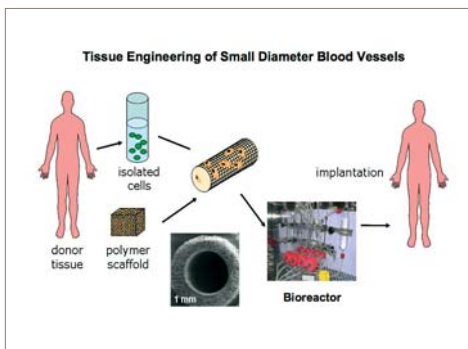 Tissue Engineering of Small Diameter Blood Vessels
isolated
cells
implantation
donor
tissue
polymer
scaffold
1 mm
Bioreactor